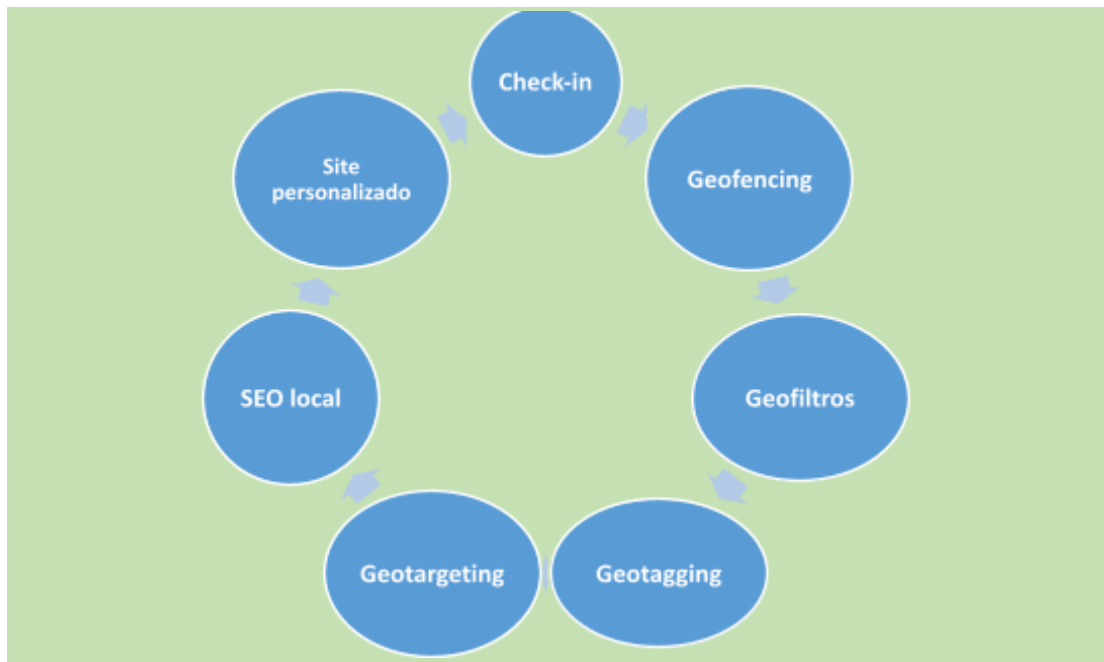 Check-in
Geofencing
Geofiltros
Geotagging
Geotargeting
SEO local
Site
personalizado